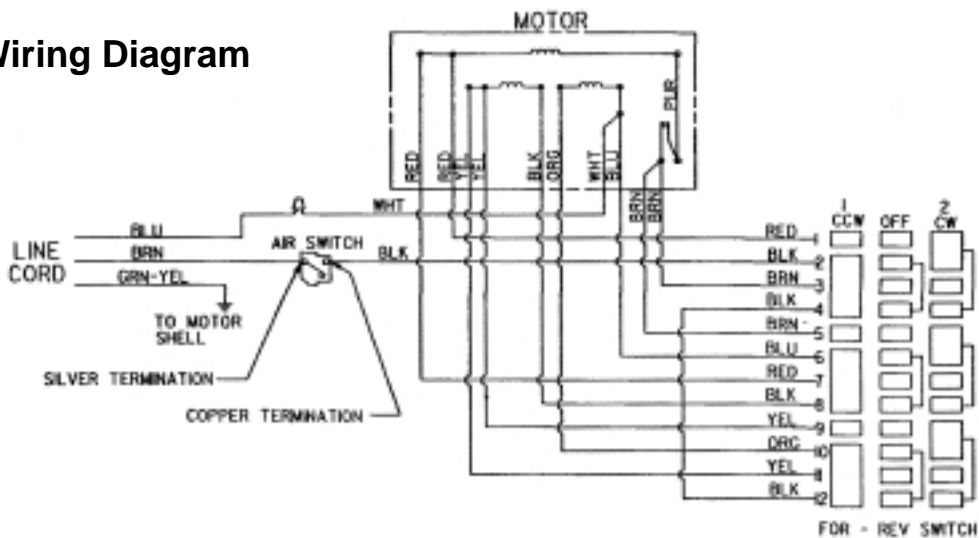 Wiring Diagram
MOTOR
RED
RED
YEL
YEL
BLK
ORG
WHT
BLU
PUR
BRN
BRN
BLU
WHT
LINE CORD
BRN
AIR SWITCH
BLK
GRN-YEL
TO MOTOR SHELL
SILVER TERMINATION
COPPER TERMINATION
1 CCW
OFF
2 CW
RED 1
BLK 2
BRN 3
BLK 4
BRN 5
BLU 6
RED 7
BLK 8
YEL 9
ORG 10
YEL 11
BLK 12
FOR - REV SWITCH